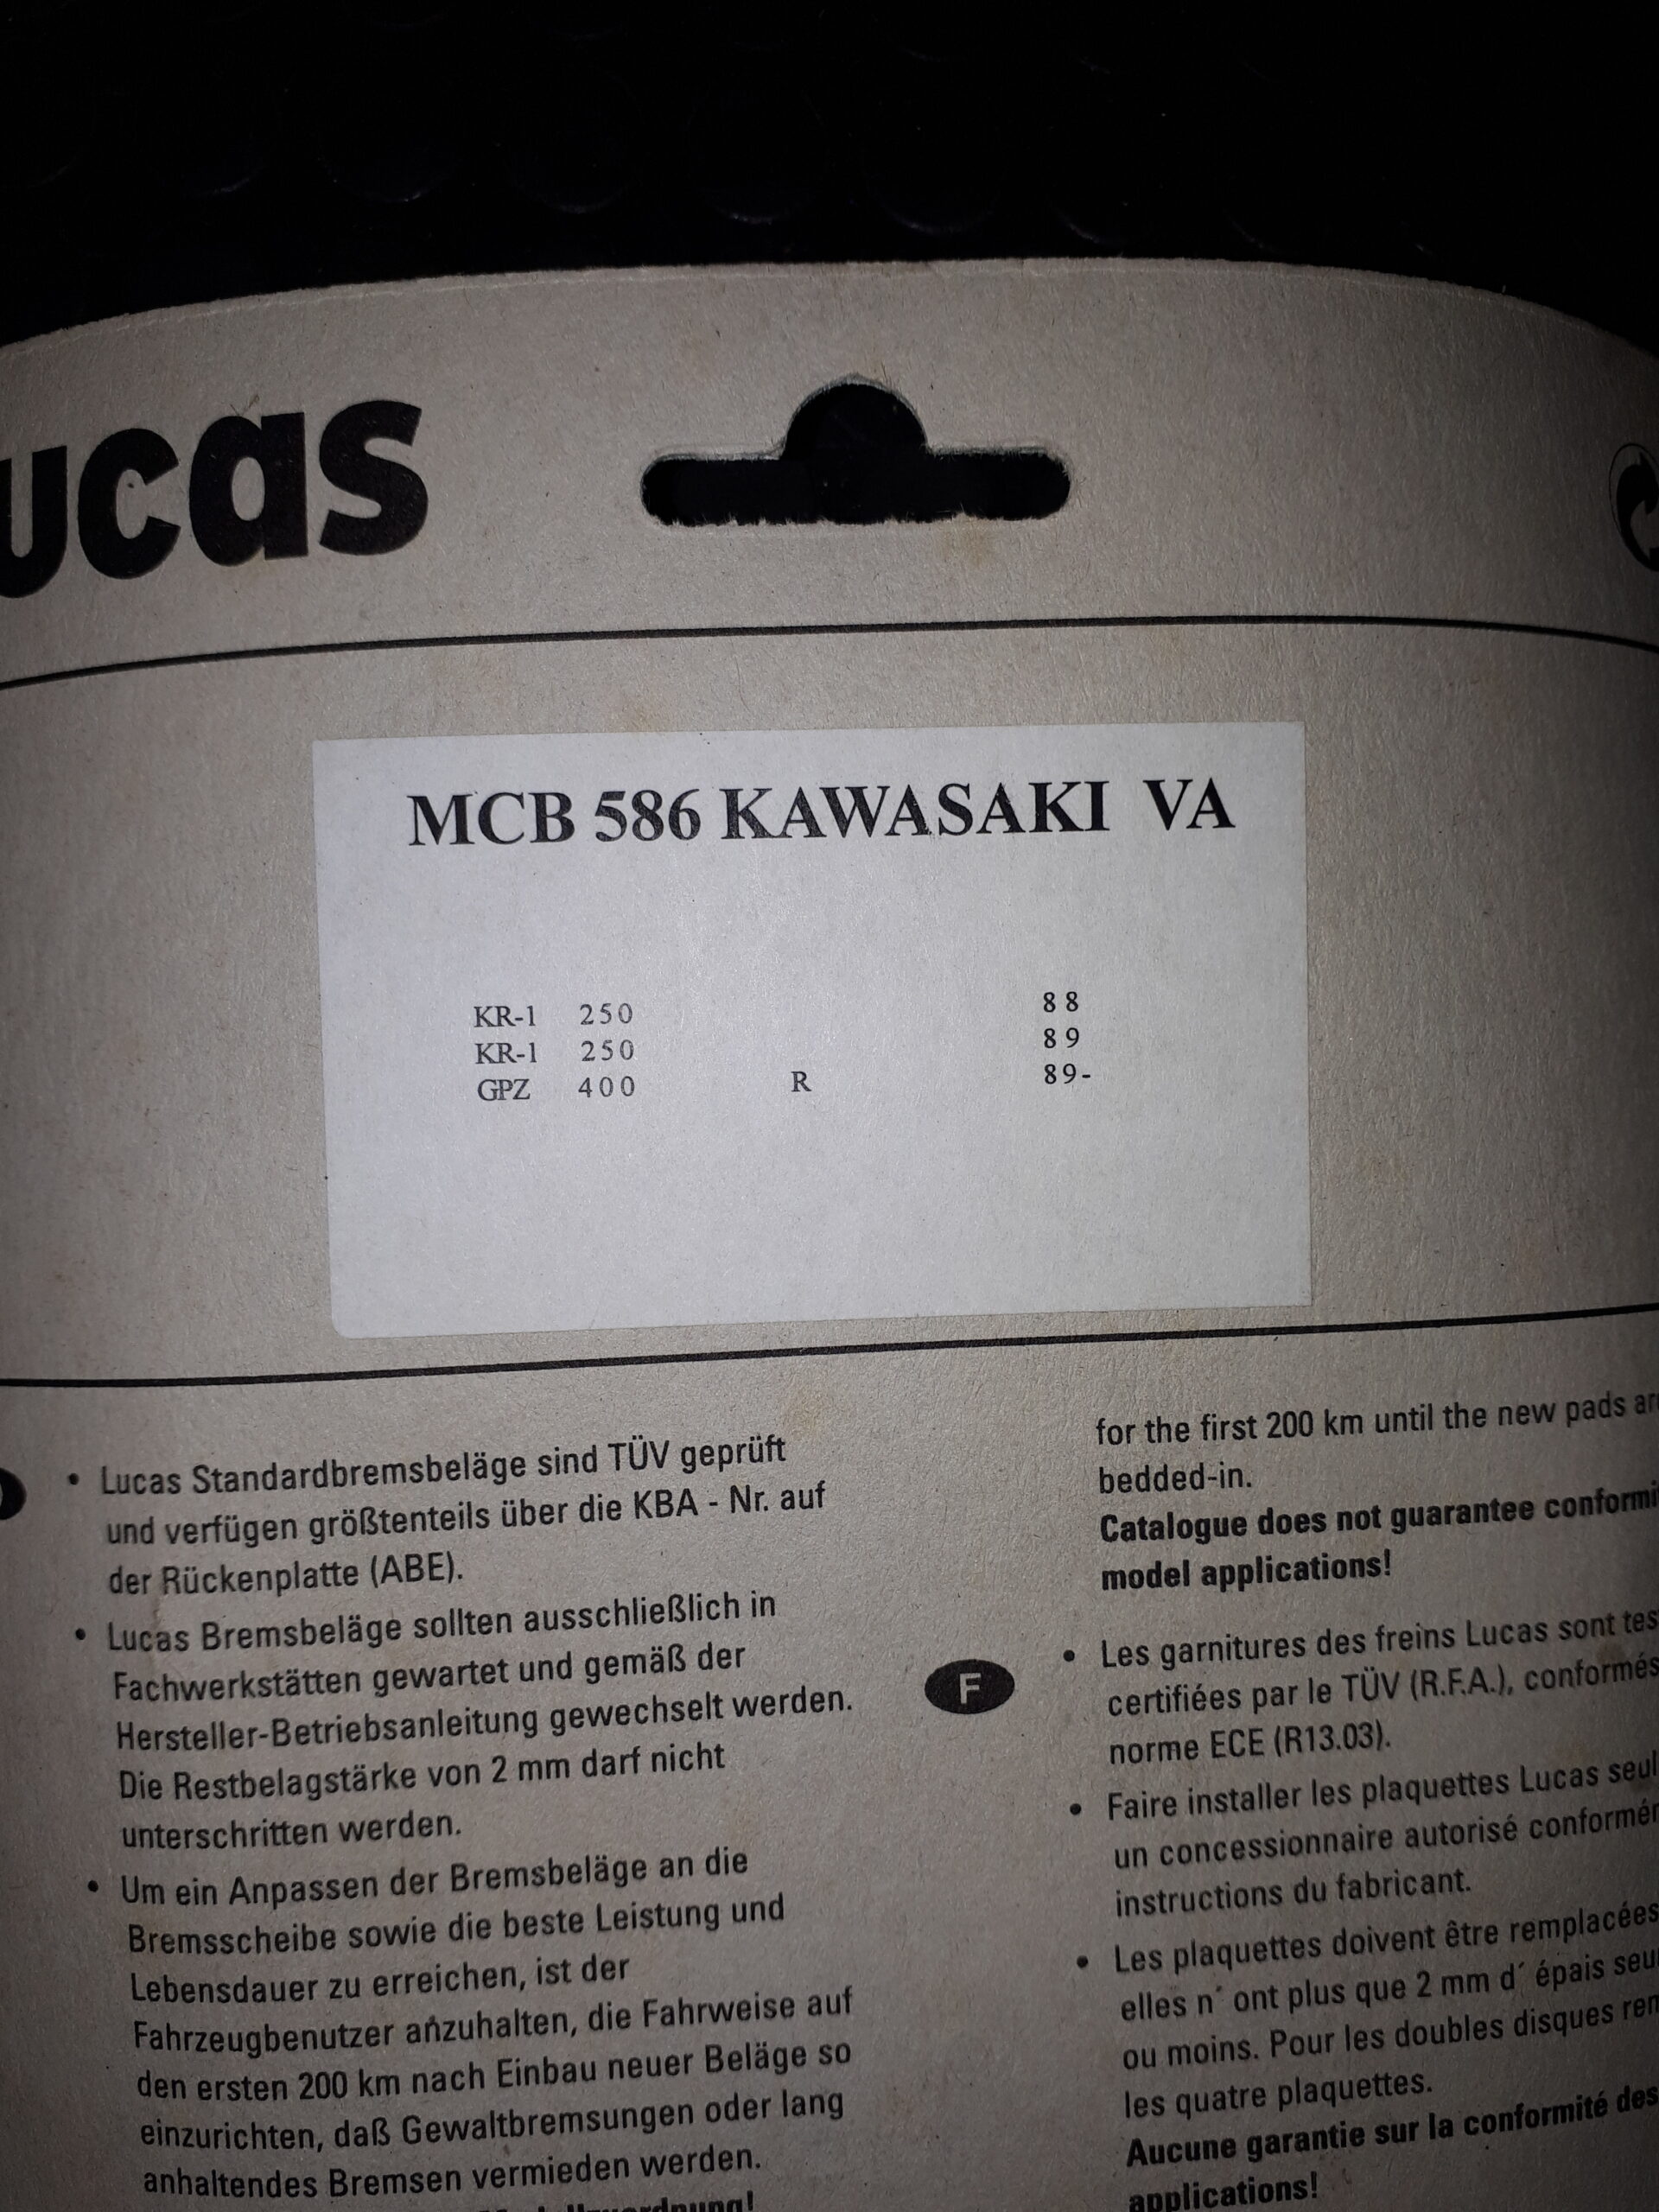 ucas
MCB 586 KAWASAKI VA
KR-1 250 88
KR-1 250 89
GPZ 400 R 89-
• Lucas Standardbremsbeläge sind TÜV geprüft
und verfügen größtenteils über die KBA - Nr. auf
der Rückenplatte (ABE).
• Lucas Bremsbeläge sollten ausschließlich in
Fachwerkstätten gewartet und gemäß der
Hersteller-Betriebsanleitung gewechselt werden.
Die Restbelagstärke von 2 mm darf nicht
unterschritten werden.
• Um ein Anpassen der Bremsbeläge an die
Bremsscheibe sowie die beste Leistung und
Lebensdauer zu erreichen, ist der
Fahrzeugbenutzer anzuhalten, die Fahrweise auf
den ersten 200 km nach Einbau neuer Beläge so
einzurichten, daß Gewaltbremsungen oder lang
anhaltendes Bremsen vermieden werden.
for the first 200 km until the new pads
bedded-in.
Catalogue does not guarantee
model applications!
F
• Les garnitures des freins Lucas sont
certifiées par le TÜV (R.F.A.),
norme ECE (R13.03).
• Faire installer les plaquettes Lucas
un concessionnaire autorisé
instructions du fabricant.
• Les plaquettes doivent être remplacées
elles n´ ont plus que 2 mm d´ épais
ou moins. Pour les doubles disques
les quatre plaquettes.
Aucune garantie sur la conformité des
applications!